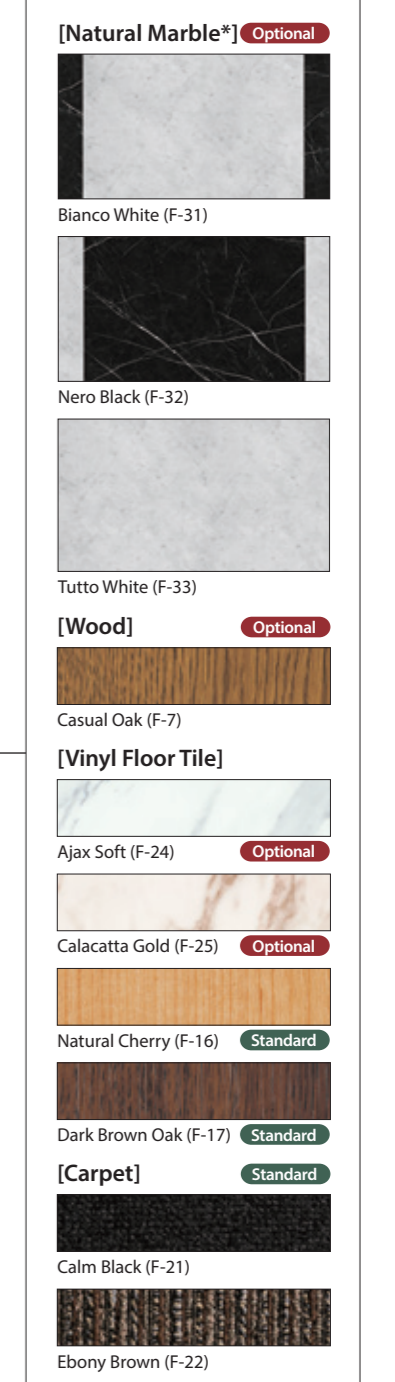 [Natural Marble*] Optional
Bianco White (F-31)
Nero Black (F-32)
Tutto White (F-33)
[Wood] Optional
Casual Oak (F-7)
[Vinyl Floor Tile]
Ajax Soft (F-24) Optional
Calacatta Gold (F-25) Optional
Natural Cherry (F-16) Standard
Dark Brown Oak (F-17) Standard
[Carpet] Standard
Calm Black (F-21)
Ebony Brown (F-22)